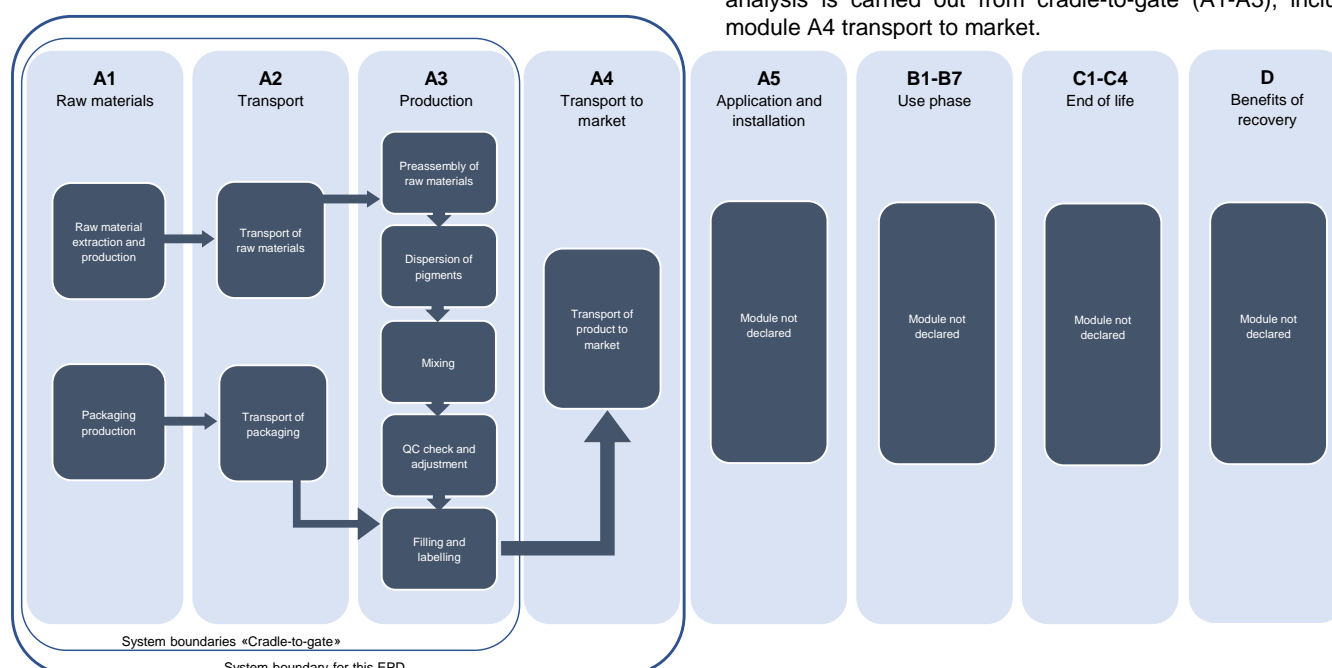 analysis is carried out from cradle-to-gate (A1-A3),
module A4 transport to market.
A1
Raw materials
A2
Transport
A3
Production
A4
Transport to
market
A5
Application and
installation
B1-B7
Use phase
C1-C4
End of life
D
Benefits of
recovery
Raw material
extraction and
production
Transport of
raw materials
Preassembly of
raw materials
Dispersion of
pigments
Mixing
QC check and
adjustment
Filling and
labelling
Packaging
production
Transport of
packaging
Transport of
product to
market
Module not
declared
Module not
declared
Module not
declared
Module not
declared
System boundaries «Cradle-to-gate»
System boundary for this EPD